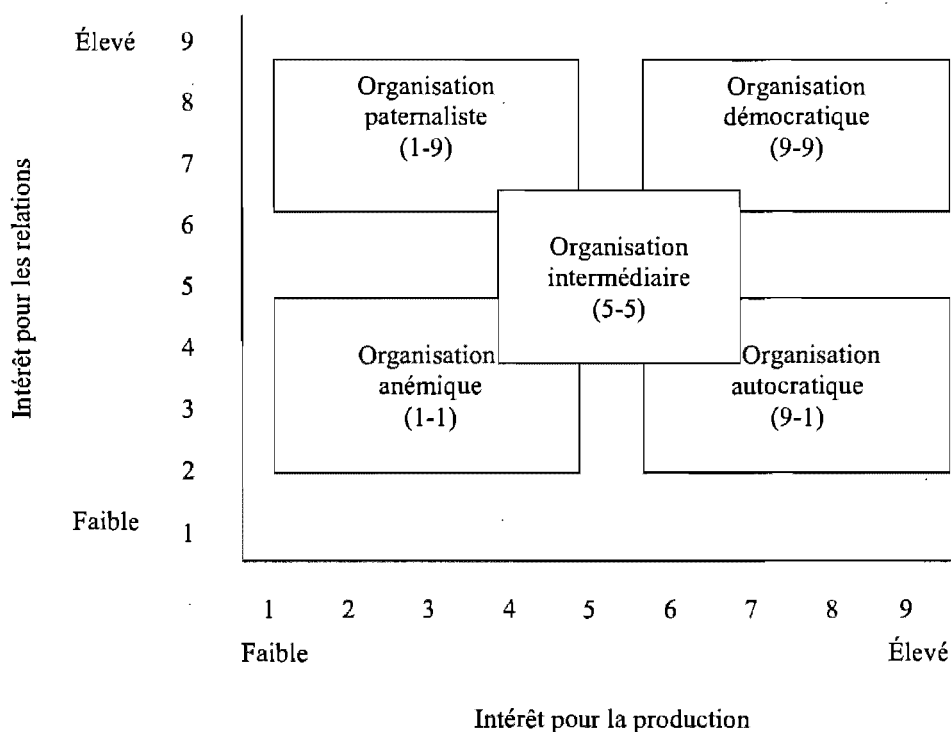 Élevé
9
8
7
6
5
4
3
2
Faible
1
Intérêt pour les relations
Organisation
paternaliste
(1-9)
Organisation
démocratique
(9-9)
Organisation
intermédiaire
(5-5)
Organisation
anémique
(1-1)
Organisation
autocratique
(9-1)
1 2 3 4 5 6 7 8 9
Faible Élevé
Intérêt pour la production